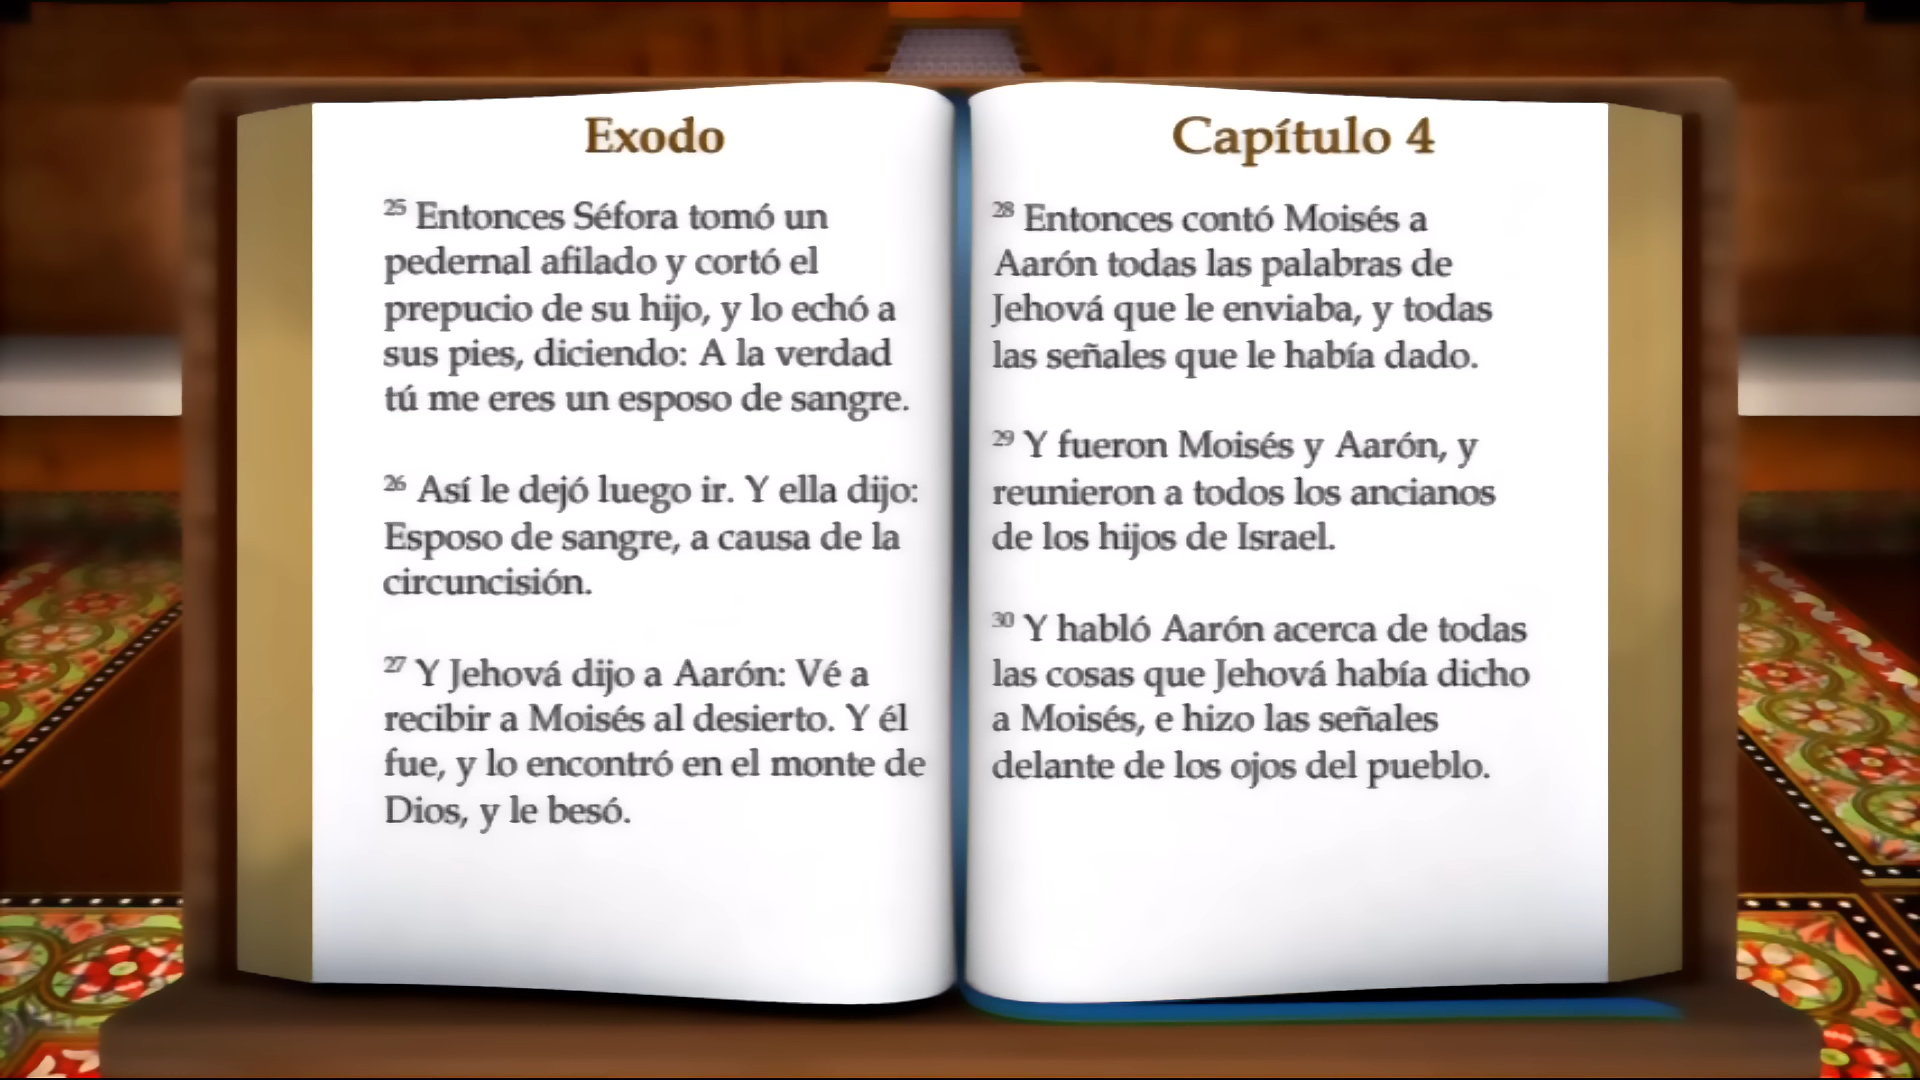 Exodo
25 Entonces Séfora tomó un
pedernal afilado y cortó el
prepucio de su hijo, y lo echó a
sus pies, diciendo: A la verdad
tú me eres un esposo de sangre.
26 Así le dejó luego ir. Y ella dijo:
Esposo de sangre, a causa de la
circuncisión.
27 Y Jehová dijo a Aarón: Vé a
recibir a Moisés al desierto. Y él
fue, y lo encontró en el monte de
Dios, y le besó.
Capítulo 4
28 Entonces contó Moisés a
Aarón todas las palabras de
Jehová que le enviaba, y todas
las señales que le había dado.
29 Y fueron Moisés y Aarón, y
reunieron a todos los ancianos
de los hijos de Israel.
30 Y habló Aarón acerca de todas
las cosas que Jehová había dicho
a Moisés, e hizo las señales
delante de los ojos del pueblo.